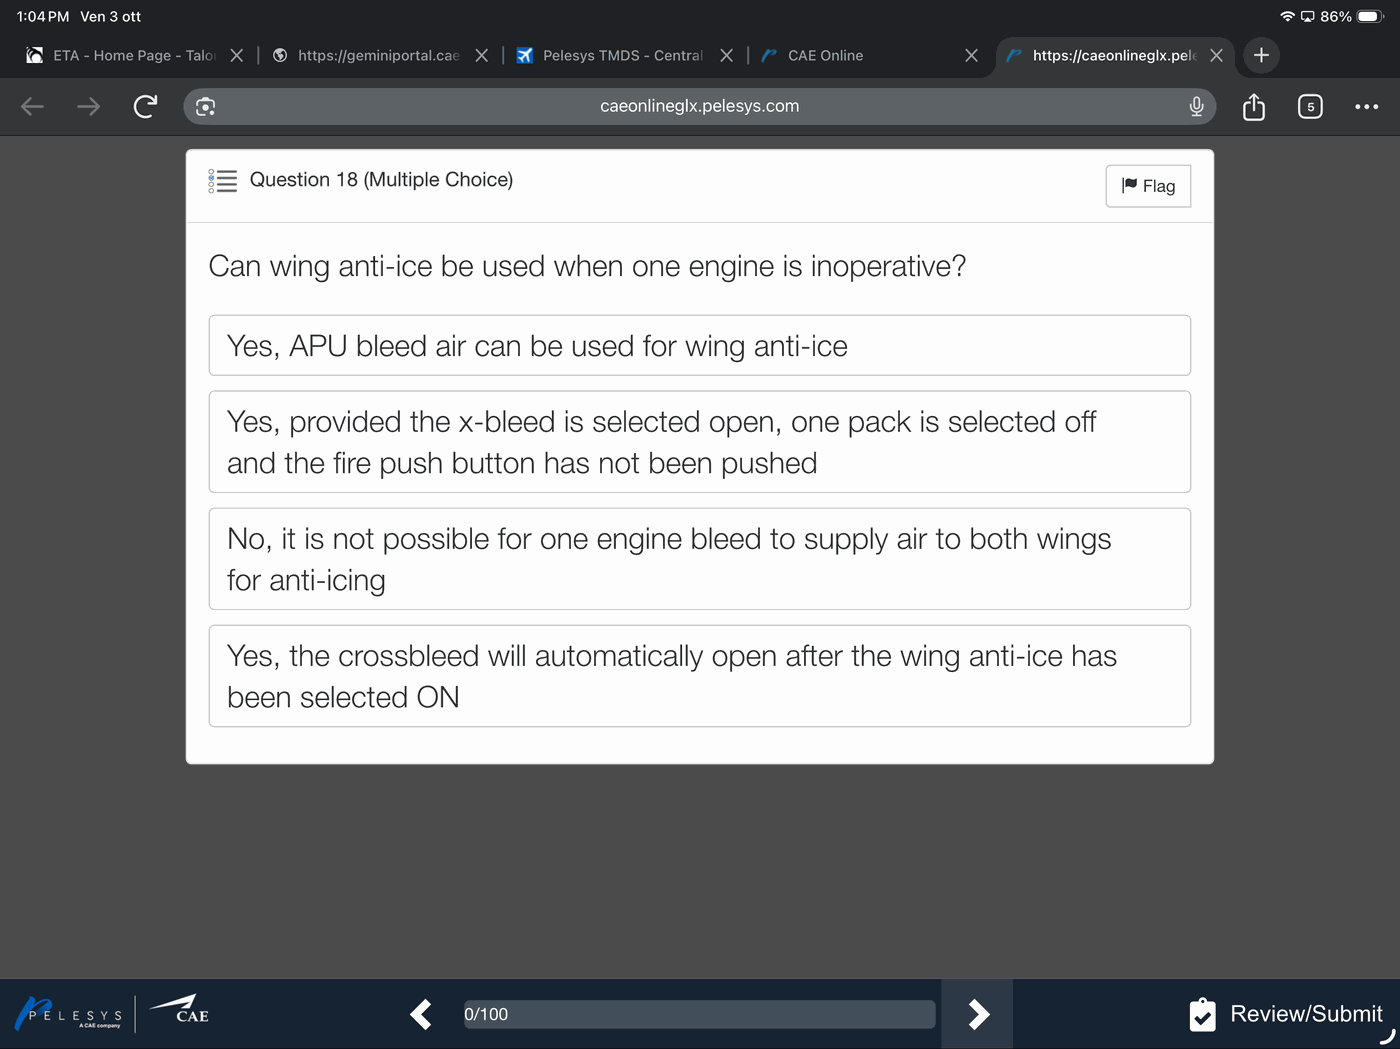 1:04 PM Ven 3 ott
86%
ETA - Home Page - Talo
https://geminiportal.cae
Pelesys TMDS - Central
CAE Online
https://caeonlineglx.pele
caeonlineglx.pelesys.com
5
Question 18 (Multiple Choice)
Flag
Can wing anti-ice be used when one engine is inoperative?
Yes, APU bleed air can be used for wing anti-ice
Yes, provided the x-bleed is selected open, one pack is selected off
and the fire push button has not been pushed
No, it is not possible for one engine bleed to supply air to both wings
for anti-icing
Yes, the crossbleed will automatically open after the wing anti-ice has
been selected ON
PELESYS
A CAE company
CAE
0/100
Review/Submit